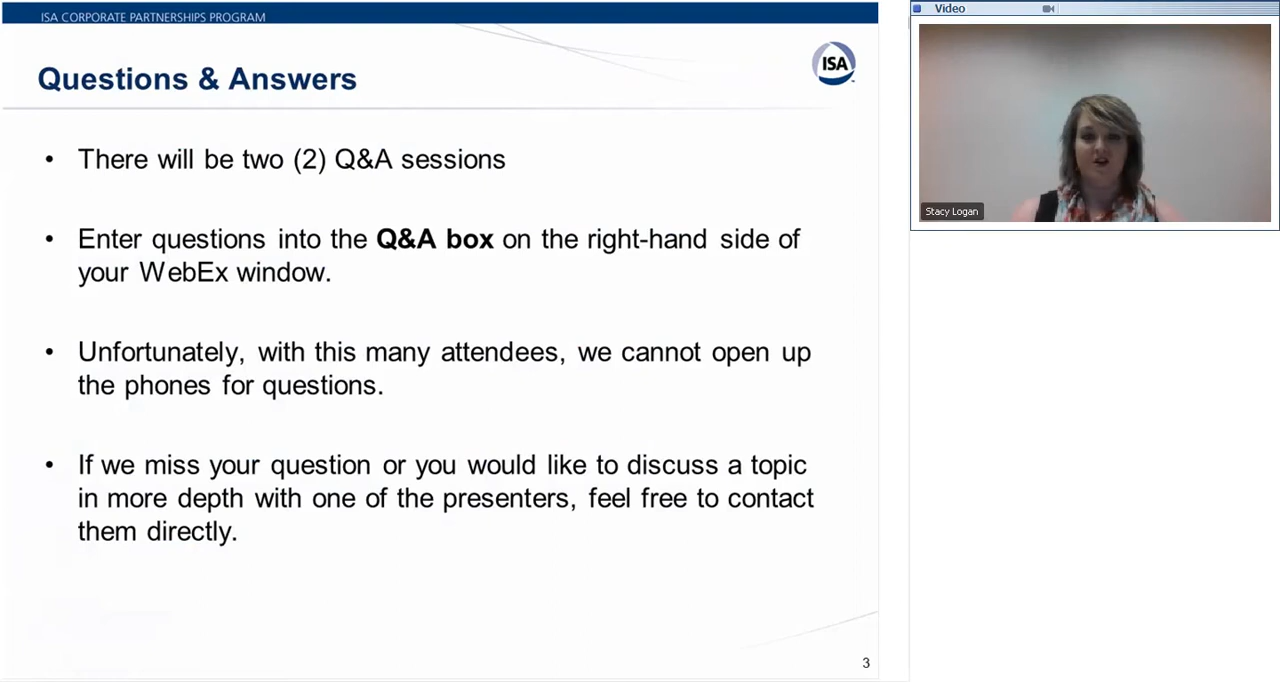 ISA CORPORATE PARTNERSHIPS PROGRAM
Questions & Answers
ISA
• There will be two (2) Q&A sessions
• Enter questions into the Q&A box on the right-hand side of
your WebEx window.
• Unfortunately, with this many attendees, we cannot open up
the phones for questions.
• If we miss your question or you would like to discuss a topic
in more depth with one of the presenters, feel free to contact
them directly.
3
Video
Stacy Logan